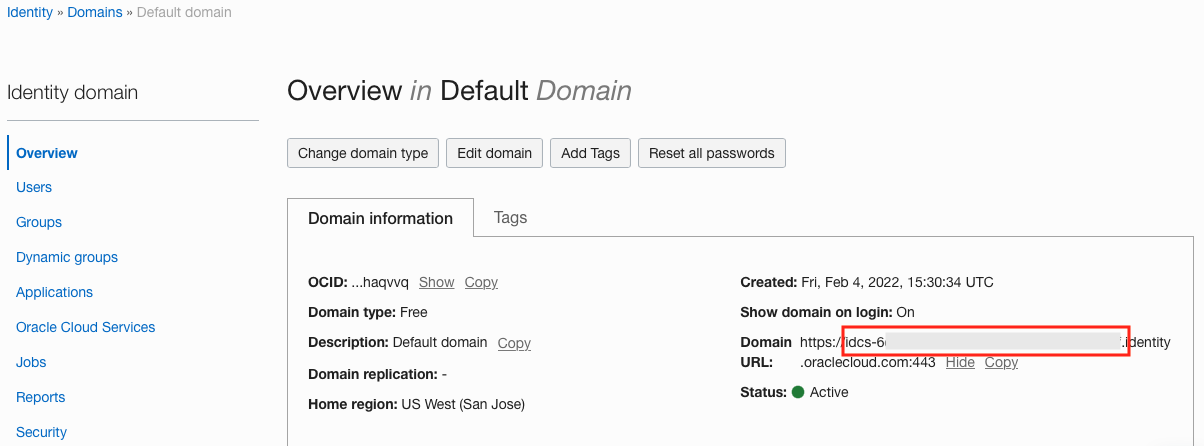 Identity » Domains » Default domain
Identity domain
Overview
Users
Groups
Dynamic groups
Applications
Oracle Cloud Services
Jobs
Reports
Security
Overview in Default Domain
Change domain type
Edit domain
Add Tags
Reset all passwords
Domain information
Tags
OCID: ...haqvvq Show Copy
Domain type: Free
Description: Default domain Copy
Domain replication: -
Home region: US West (San Jose)
Created: Fri, Feb 4, 2022, 15:30:34 UTC
Show domain on login: On
Domain https://idcs-6 .identity
URL: .oraclecloud.com:443 Hide Copy
Status: Active